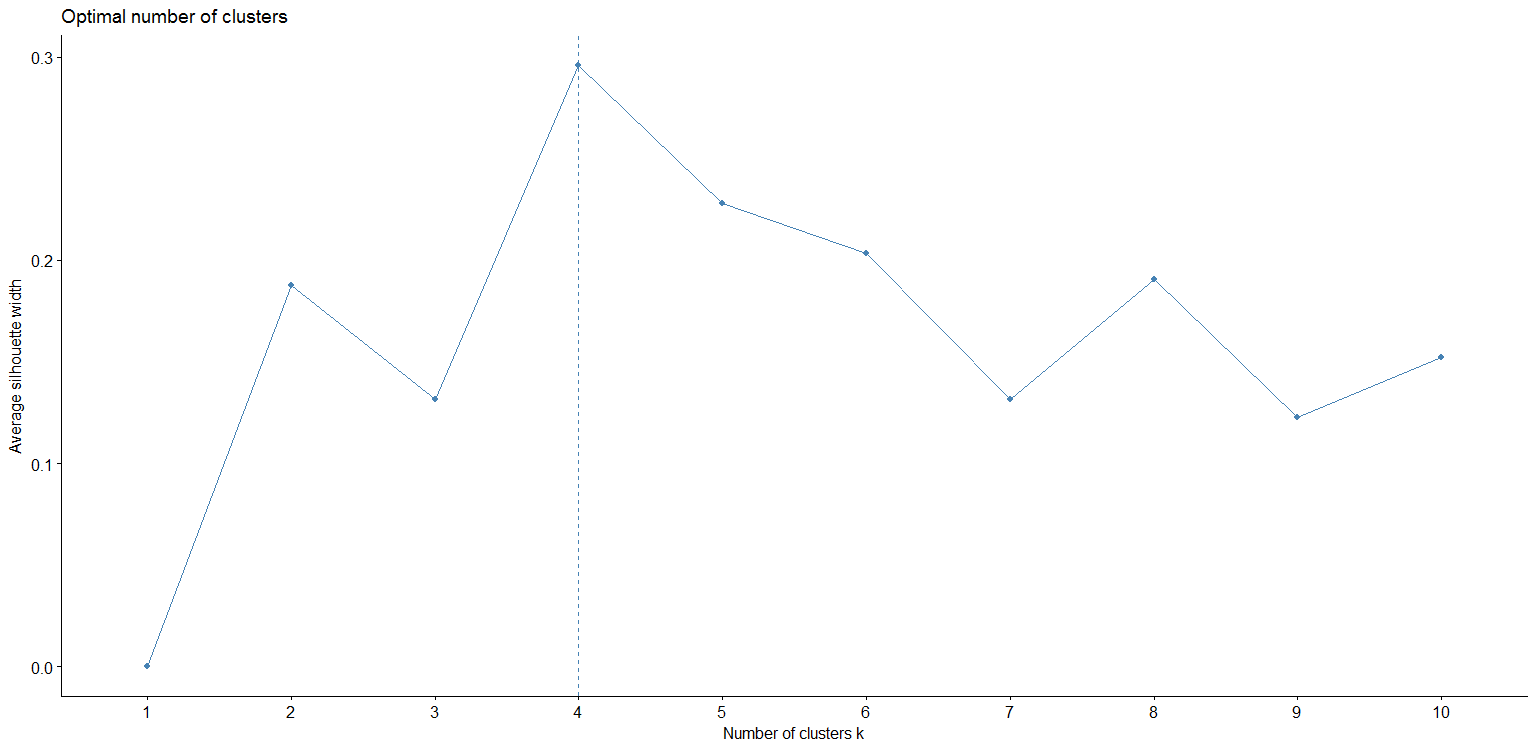 Optimal number of clusters
0.3
0.2
0.1
0.0
Average silhouette width
1 2 3 4 5 6 7 8 9 10
Number of clusters k